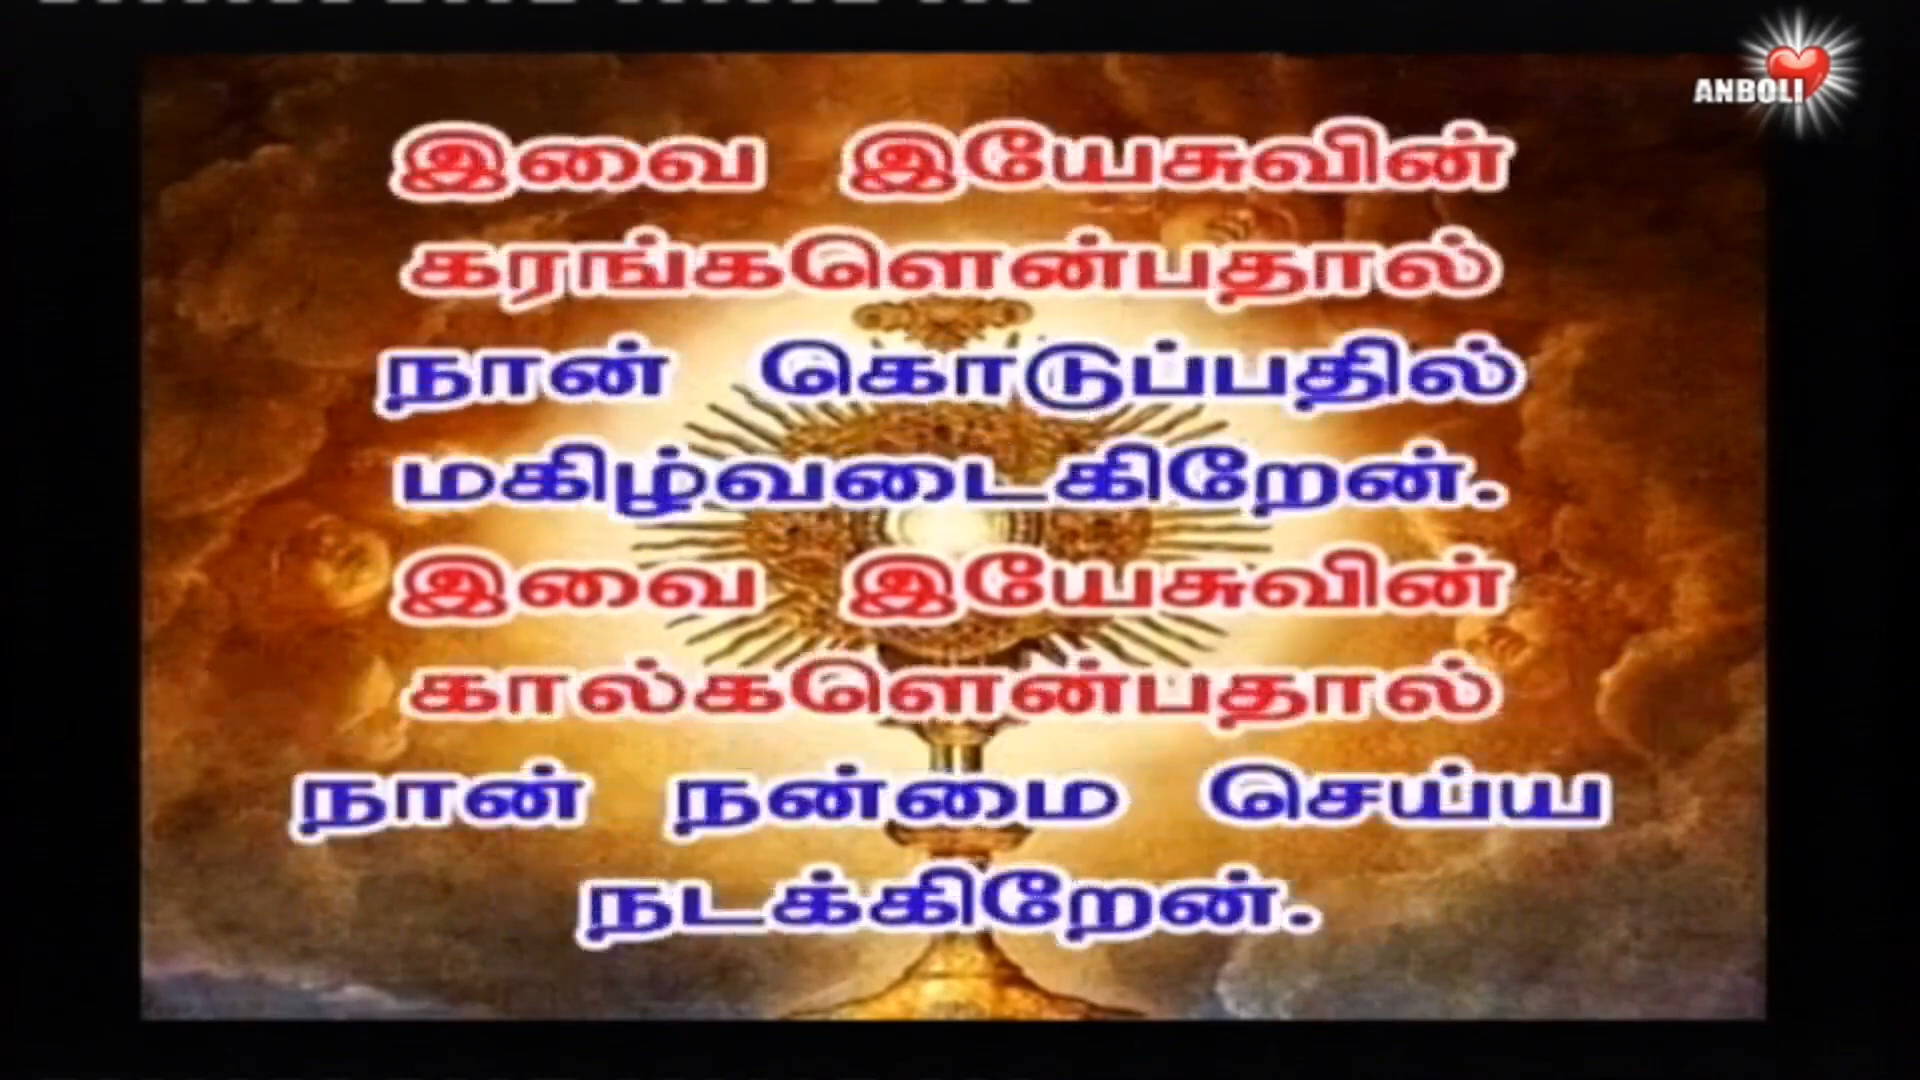 ANBOLI
இவை இயேசுவின்
கரங்களென்பதால்
நான் கொடுப்பதில்
மகிழ்வடைகிறேன்.
இவை இயேசுவின்
கால்களென்பதால்
நான் நன்மை செய்ய
நடக்கிறேன்.